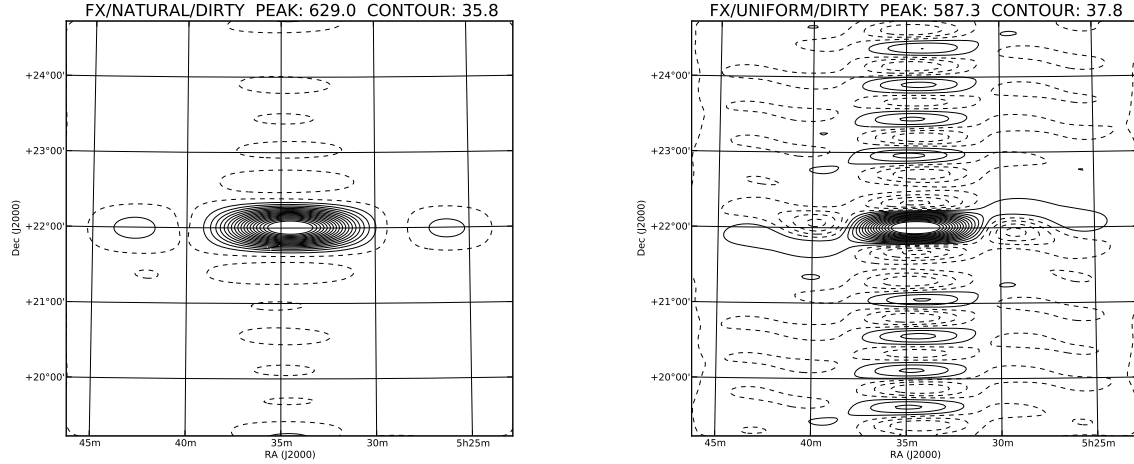 FX/NATURAL/DIRTY PEAK: 629.0 CONTOUR: 35.8
+24°00'
+23°00'
+22°00'
+21°00'
+20°00'
Dec (J2000)
45m 40m 35m 30m 5h25m
RA (J2000)
FX/UNIFORM/DIRTY PEAK: 587.3 CONTOUR: 37.8
+24°00'
+23°00'
+22°00'
+21°00'
+20°00'
Dec (J2000)
45m 40m 35m 30m 5h25m
RA (J2000)